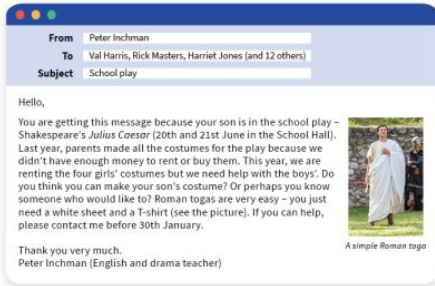 From Peter Inchman
To Val Harris, Rick Masters, Harriet Jones (and 12 others)
Subject School play
Hello,
You are getting this message because your son is in the school play –
Shakespeare's Julius Caesar (20th and 21st June in the School Hall).
Last year, parents made all the costumes for the play because we
didn't have enough money to rent or buy them. This year, we are
renting the four girls' costumes but we need help with the boys'. Do
you think you can make your son's costume? Or perhaps you know
someone who would like to? Roman togas are very easy – you just
need a white sheet and a T-shirt (see the picture). If you can help,
please contact me before 30th January.
A simple Roman toga
Thank you very much.
Peter Inchman (English and drama teacher)